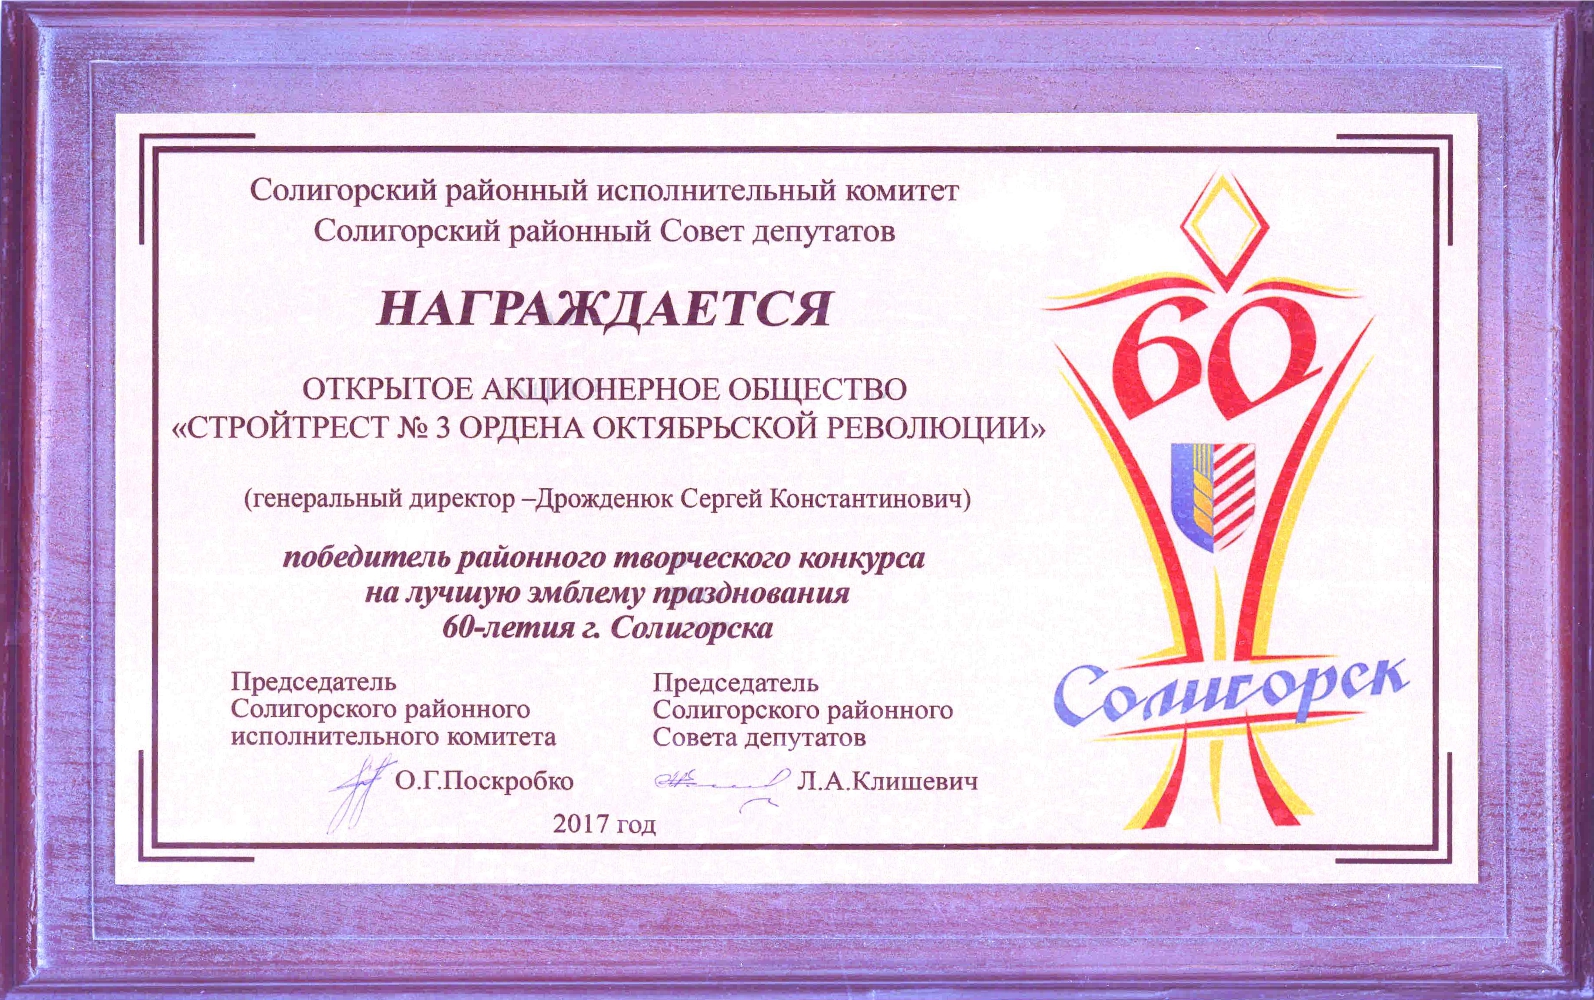 Солигорский районный исполнительный комитет
Солигорский районный Совет депутатов
НАГРАЖДАЕТСЯ
ОТКРЫТОЕ АКЦИОНЕРНОЕ ОБЩЕСТВО
«СТРОЙТРЕСТ № 3 ОРДЕНА ОКТЯБРЬСКОЙ РЕВОЛЮЦИИ»
(генеральный директор –Дрожденюк Сергей Константинович)
победитель районного творческого конкурса
на лучшую эмблему празднования
60-летия г. Солигорска
Председатель
Солигорского районного
исполнительного комитета
О.Г.Поскробко
Председатель
Солигорского районного
Совета депутатов
Л.А.Клишевич
2017 год
60
Солигорск